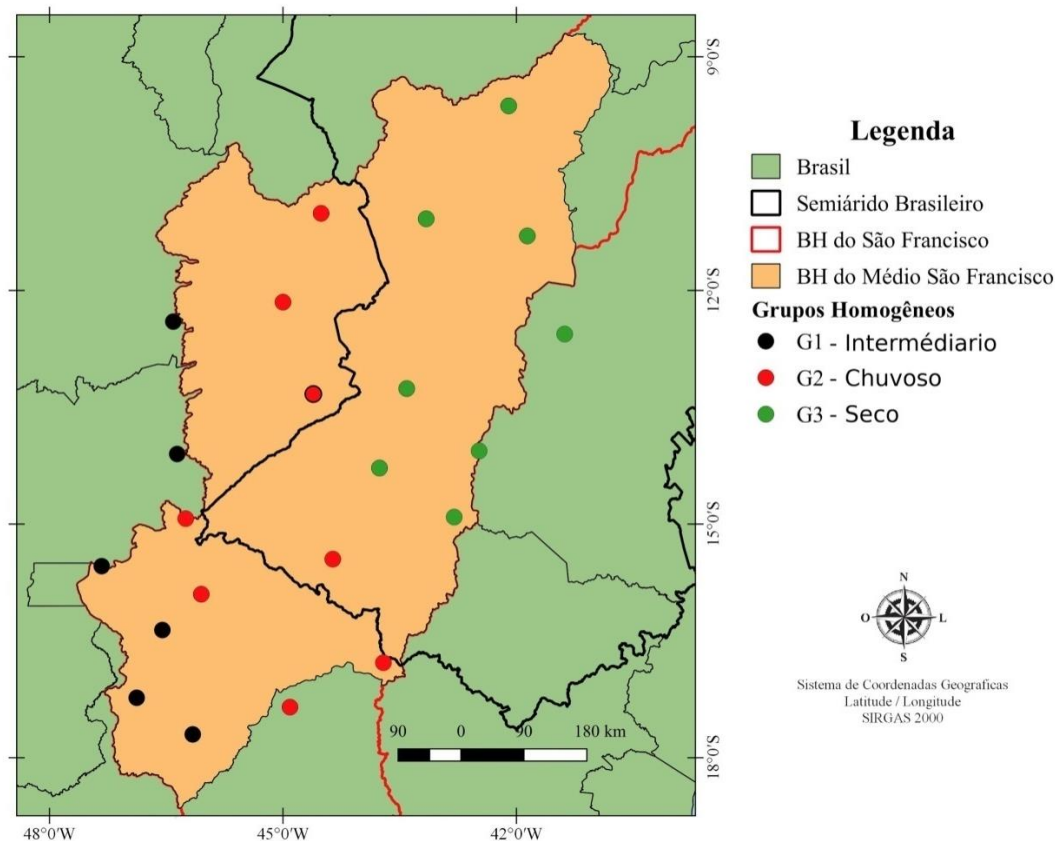 9°0'S
12°0'S
15°0'S
18°0'S
48°0'W
45°0'W
42°0'W
90 0 90 180 km
Legenda
Brasil
Semiárido Brasileiro
BH do São Francisco
BH do Médio São Francisco
Grupos Homogêneos
G1 - Intermédiario
G2 - Chuvoso
G3 - Seco
N
O L
S
Sistema de Coordenadas Geograficas
Latitude / Longitude
SIRGAS 2000